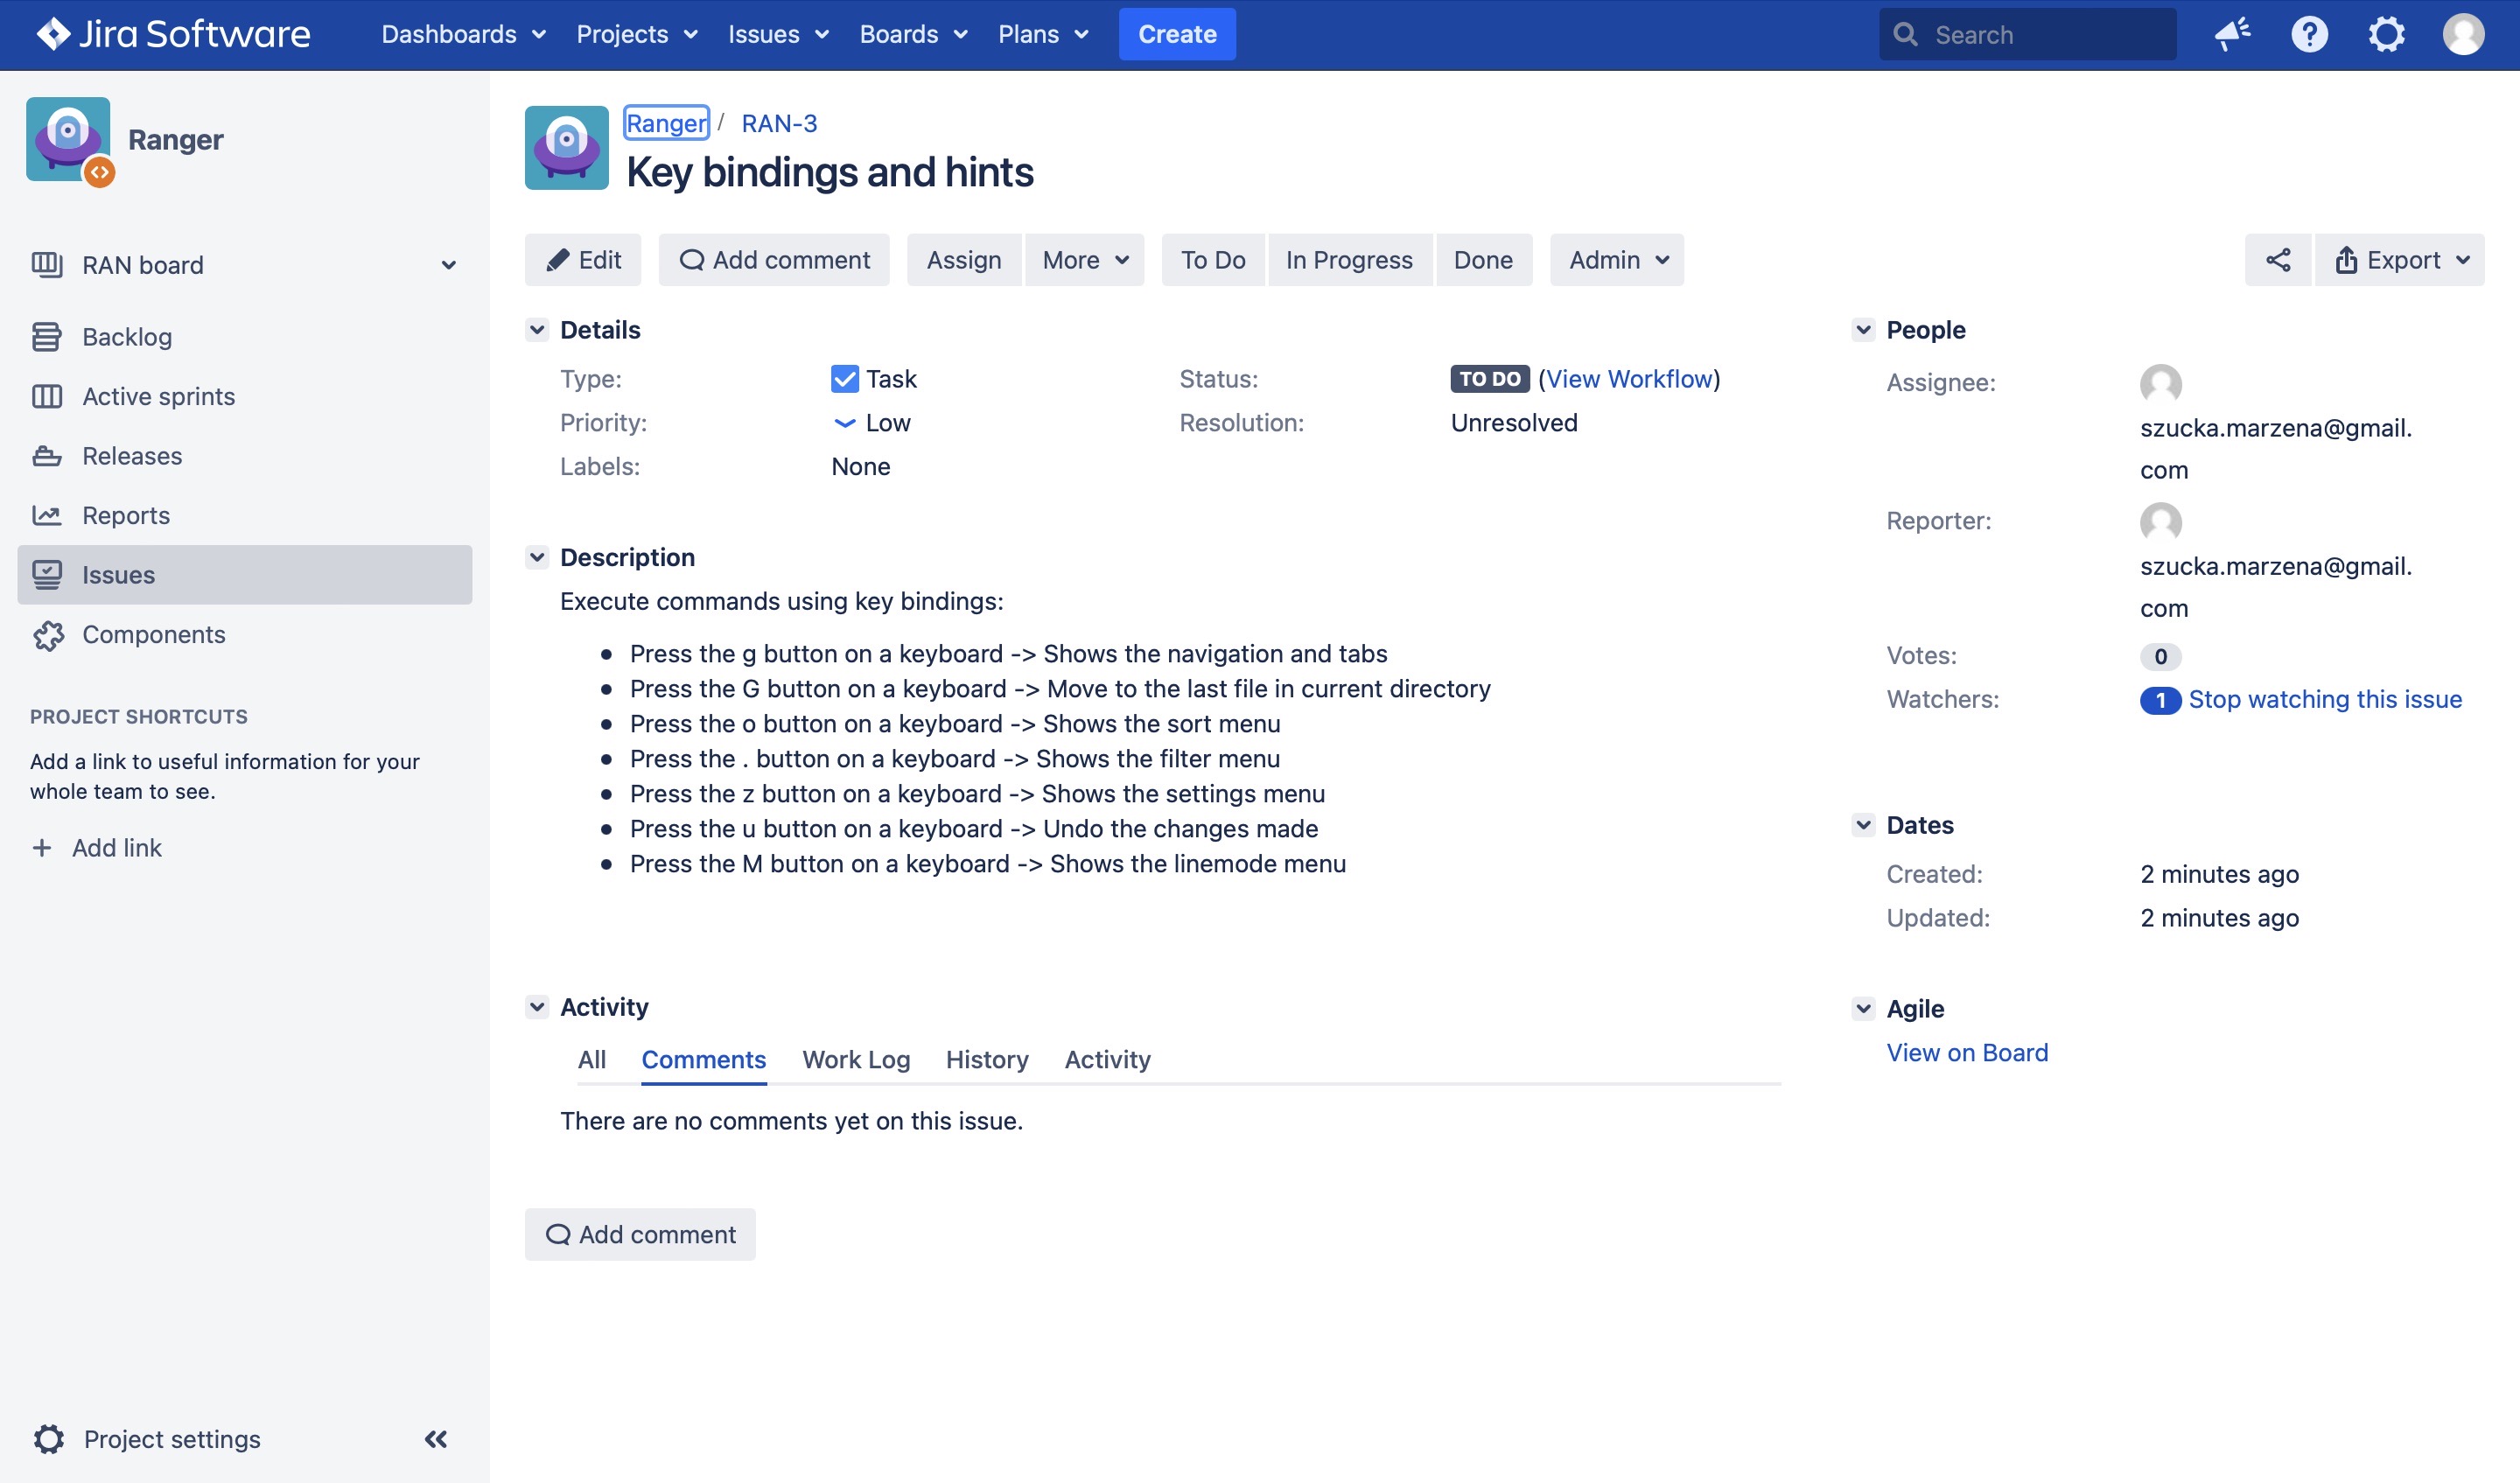 Jira Software
Dashboards
Projects
Issues
Boards
Plans
Create
Search
Ranger
RAN board
Backlog
Active sprints
Releases
Reports
Issues
Components
PROJECT SHORTCUTS
Add a link to useful information for your
whole team to see.
+ Add link
Project settings
Ranger / RAN-3
Key bindings and hints
Edit
Add comment
Assign
More
To Do
In Progress
Done
Admin
Export
Details
Type: Task
Status: TO DO (View Workflow)
Priority: Low
Resolution: Unresolved
Labels: None
Description
Execute commands using key bindings:
• Press the g button on a keyboard -> Shows the navigation and tabs
• Press the G button on a keyboard -> Move to the last file in current directory
• Press the o button on a keyboard -> Shows the sort menu
• Press the . button on a keyboard -> Shows the filter menu
• Press the z button on a keyboard -> Shows the settings menu
• Press the u button on a keyboard -> Undo the changes made
• Press the M button on a keyboard -> Shows the linemode menu
Activity
All
Comments
Work Log
History
Activity
There are no comments yet on this issue.
Add comment
People
Assignee:
szucka.marzena@gmail.
com
Reporter:
szucka.marzena@gmail.
com
Votes: 0
Watchers: 1 Stop watching this issue
Dates
Created: 2 minutes ago
Updated: 2 minutes ago
Agile
View on Board